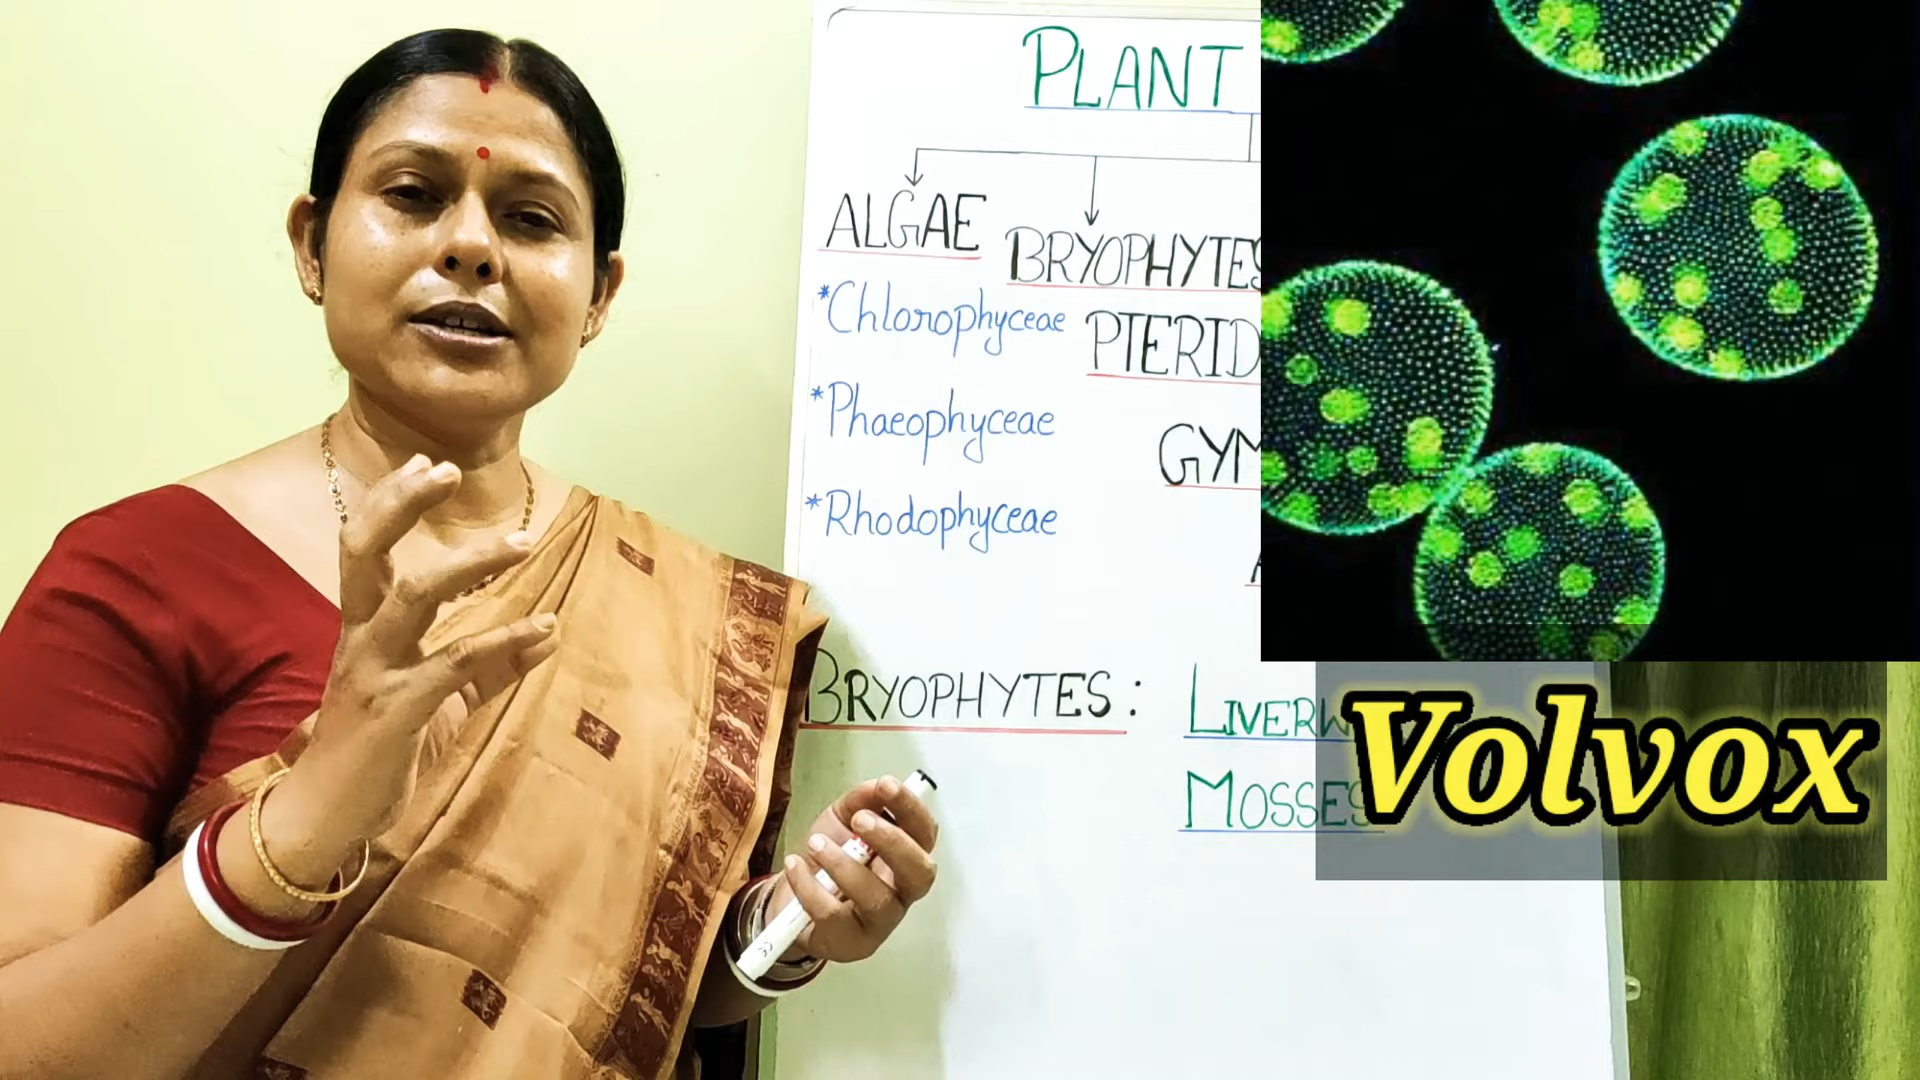 PLANT
ALGAE
BRYOPHYTES
*Chlorophyceae
PTERID
*Phaeophyceae
GYM
*Rhodophyceae
BRYOPHYTES: LIVERW
MOSSES
Volvox